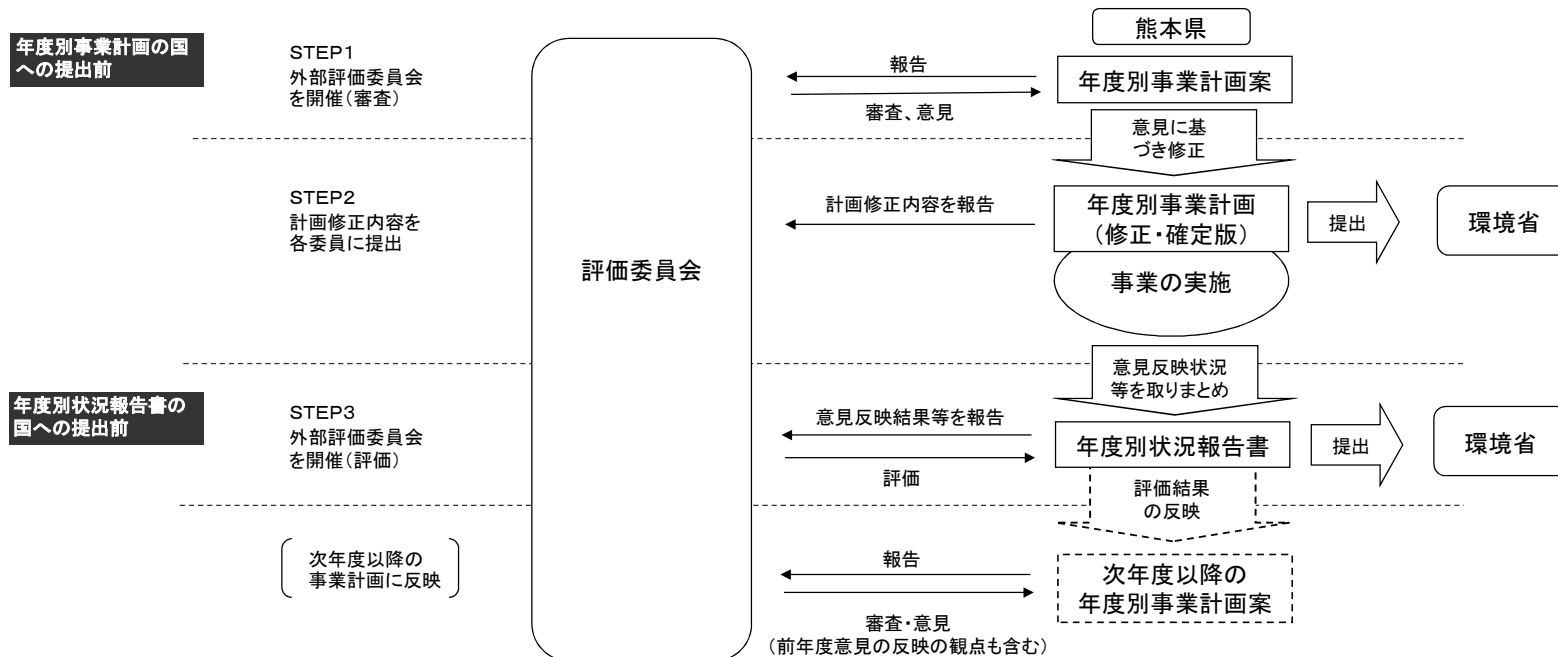 熊本県
年度別事業計画の国
への提出前
STEP1
外部評価委員会
を開催（審査）
報告
審査、意見
年度別事業計画案
意見に基
づき修正
STEP2
計画修正内容を
各委員に提出
評価委員会
計画修正内容を報告
年度別事業計画
（修正・確定版）
提出
環境省
事業の実施
意見反映状況
等を取りまとめ
年度別状況報告書の
国への提出前
STEP3
外部評価委員会
を開催（評価）
意見反映結果等を報告
評価
年度別状況報告書
提出
環境省
評価結果
の反映
次年度以降の
事業計画に反映
報告
審査・意見
（前年度意見の反映の観点も含む）
次年度以降の
年度別事業計画案